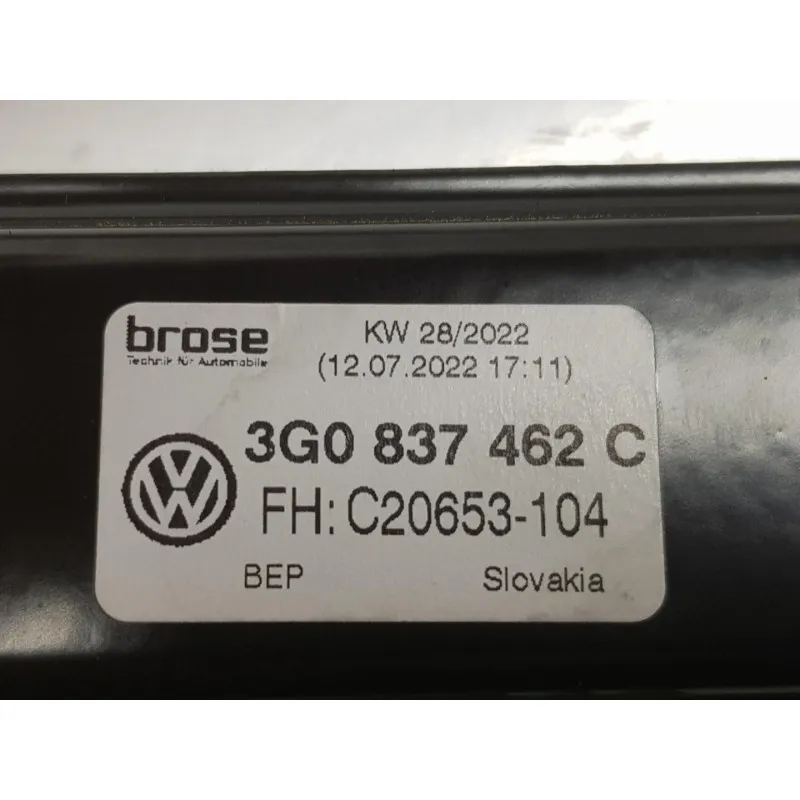 brose
Technik für Automobile
KW 28/2022
(12.07.2022 17:11)
3G0 837 462 C
FH: C20653-104
BEP Slovakia